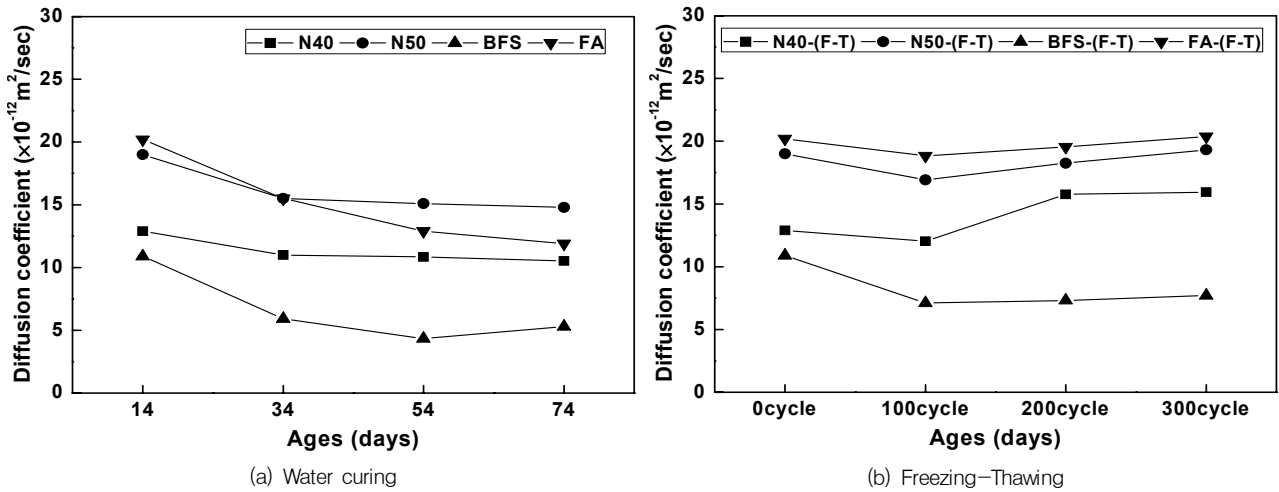 30
25
20
15
10
5
0
Diffusion coefficient (×10⁻¹²m²/sec)
N40 N50 BFS FA
14 34 54 74
Ages (days)
(a) Water curing
30
25
20
15
10
5
0
Diffusion coefficient (×10⁻¹²m²/sec)
N40-(F-T) N50-(F-T) BFS-(F-T) FA-(F-T)
0cycle 100cycle 200cycle 300cycle
Ages (days)
(b) Freezing-Thawing